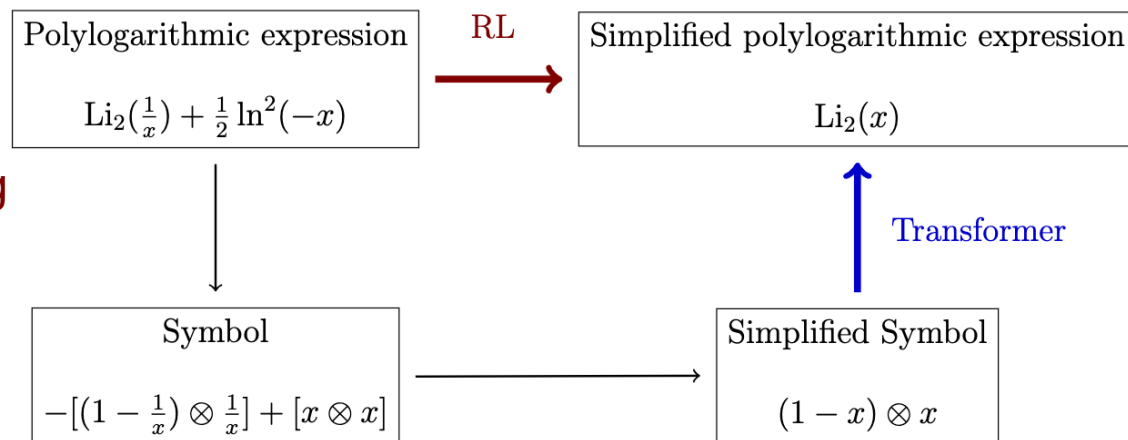 Polylogarithmic expression
Li₂(1/x) + 1/2 ln²(−x)
RL
Simplified polylogarithmic expression
Li₂(x)
g
Transformer
Symbol
−[(1 − 1/x) ⊗ 1/x] + [x ⊗ x]
Simplified Symbol
(1 − x) ⊗ x